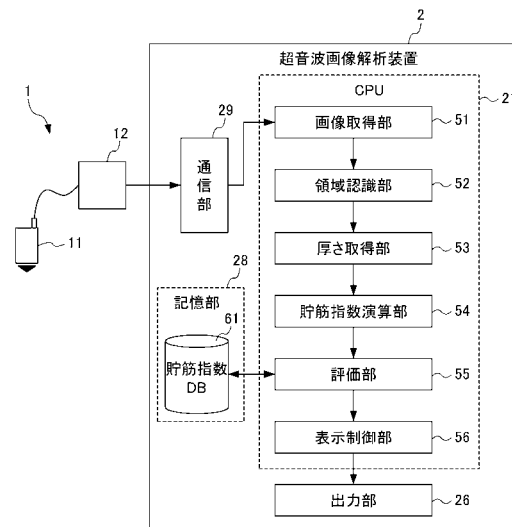 2
超音波画像解析装置
21
CPU
1
29
画像取得部
51
12
通信部
領域認識部
52
11
厚さ取得部
53
28
記憶部
貯筋指数演算部
54
61
貯筋指数
DB
評価部
55
表示制御部
56
出力部
26